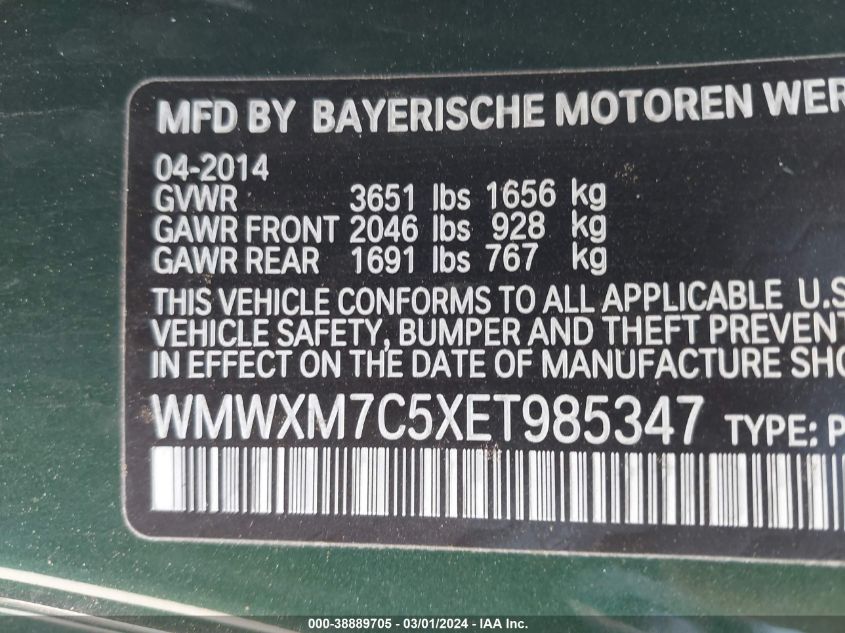 MFD BY BAYERISCHE MOTOREN WER
04-2014
GVWR 3651 lbs 1656 kg
GAWR FRONT 2046 lbs 928 kg
GAWR REAR 1691 lbs 767 kg
THIS VEHICLE CONFORMS TO ALL APPLICABLE U.S
VEHICLE SAFETY, BUMPER AND THEFT PREVENT
IN EFFECT ON THE DATE OF MANUFACTURE SHO
WMWXM7C5XET985347 TYPE: P
000-38889705 - 03/01/2024 - IAA Inc.